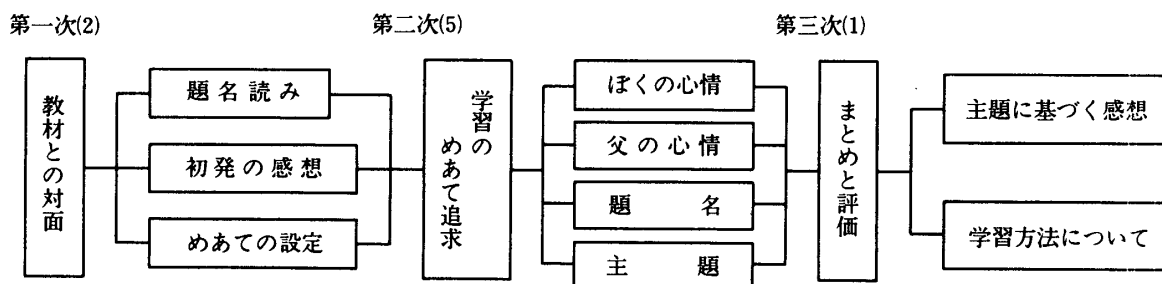 第一次(2)
教材との対面
題名読み
初発の感想
めあての設定
第二次(5)
学習の
めあて追求
ぼくの心情
父の心情
題名
主題
第三次(1)
まとめと評価
主題に基づく感想
学習方法について